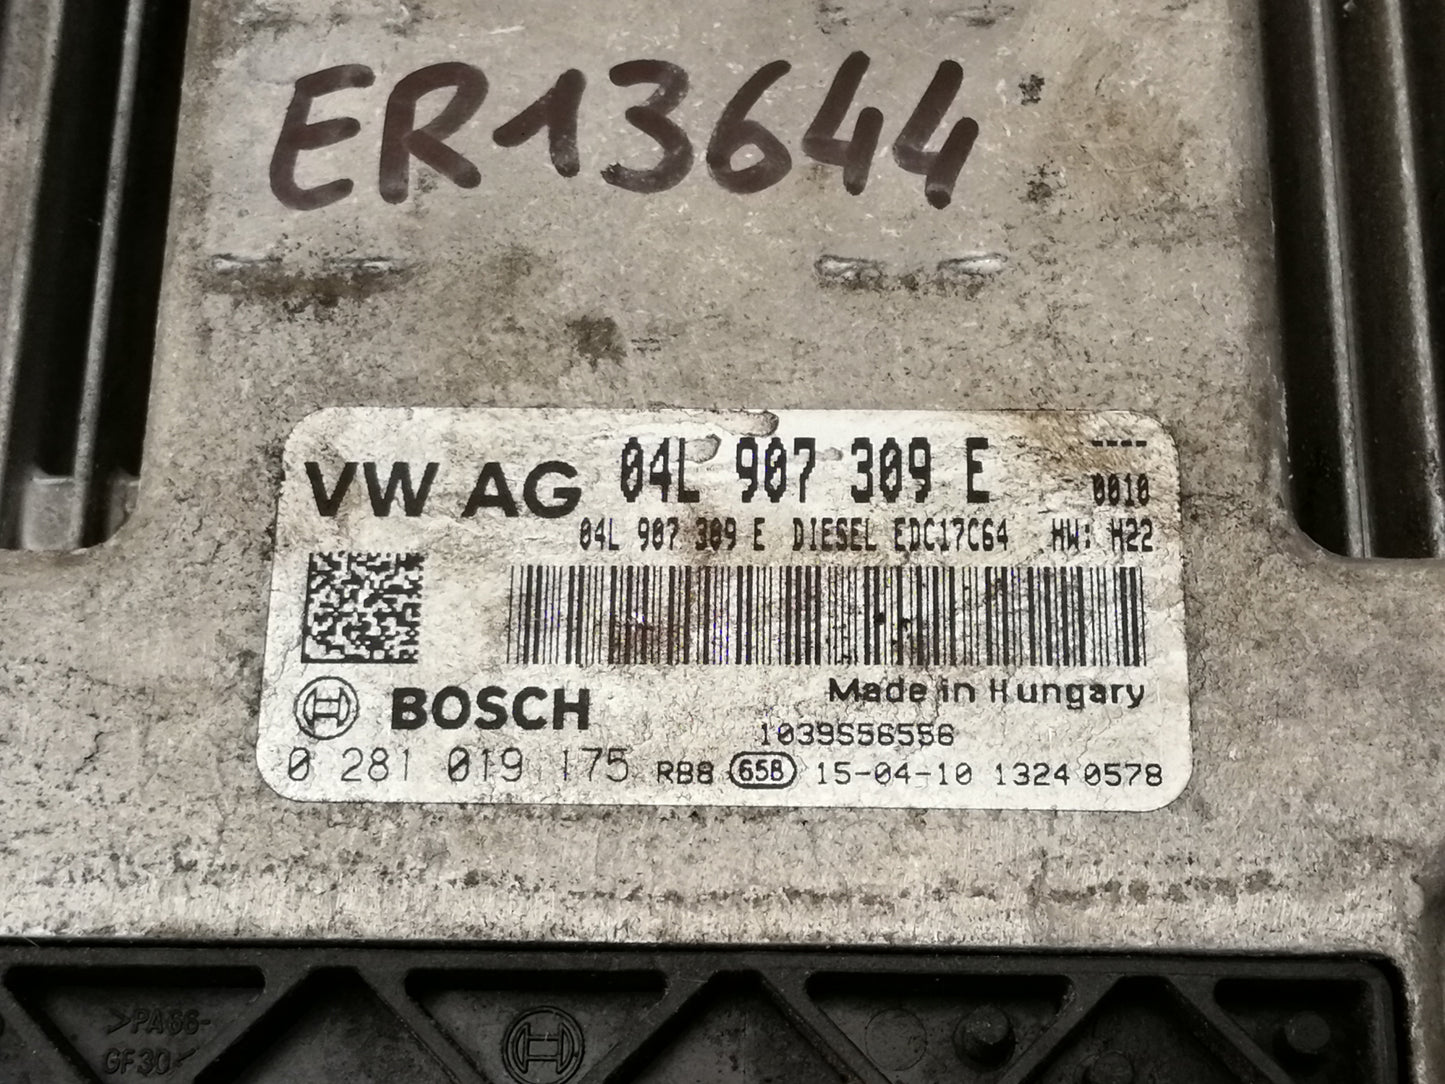 ER13644
VW AG 04L 907 309 E ----
0010
04L 907 309 E DIESEL EDC17C64 HW: H22
BOSCH
Made in Hungary
1039S56556
0 281 019 175 RB8 658 15-04-10 1324 0578
>PA66-
GF30<